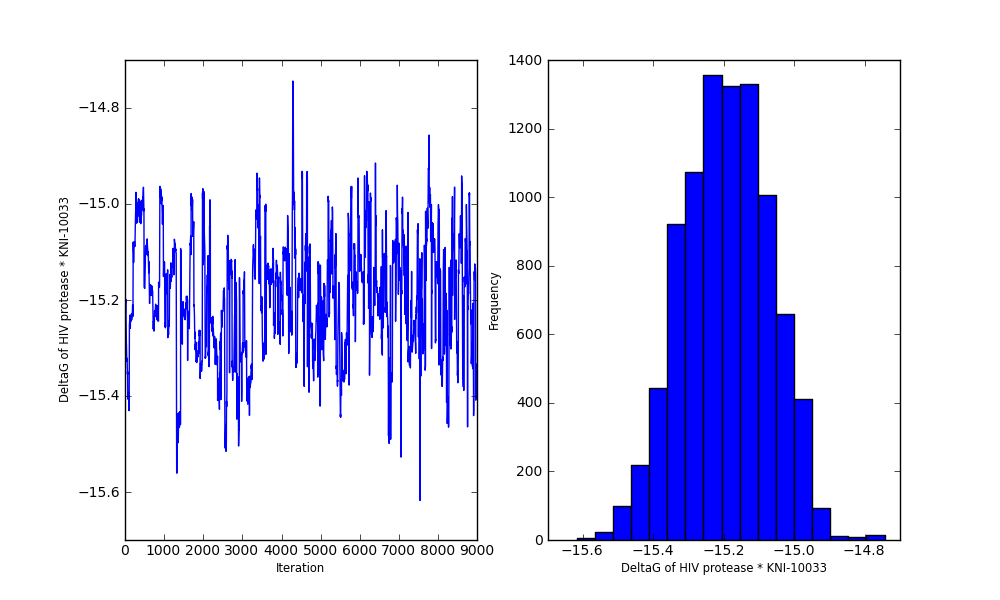 −14.8
−15.0
−15.2
−15.4
−15.6
DeltaG of HIV protease * KNI-10033
0 1000 2000 3000 4000 5000 6000 7000 8000 9000
Iteration
1400
1200
1000
800
600
400
200
0
Frequency
−15.6 −15.4 −15.2 −15.0 −14.8
DeltaG of HIV protease * KNI-10033